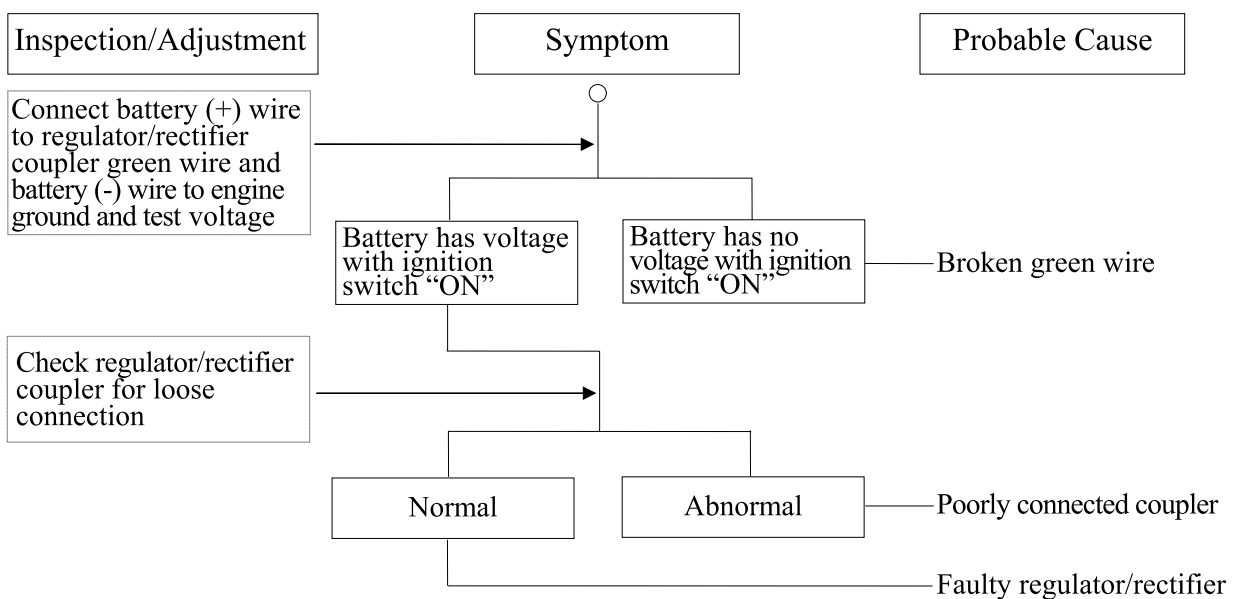 Inspection/Adjustment
Symptom
Probable Cause
Connect battery (+) wire
to regulator/rectifier
coupler green wire and
battery (-) wire to engine
ground and test voltage
Battery has voltage
with ignition
switch “ON”
Battery has no
voltage with ignition
switch “ON”
Broken green wire
Check regulator/rectifier
coupler for loose
connection
Normal
Abnormal
Poorly connected coupler
Faulty regulator/rectifier